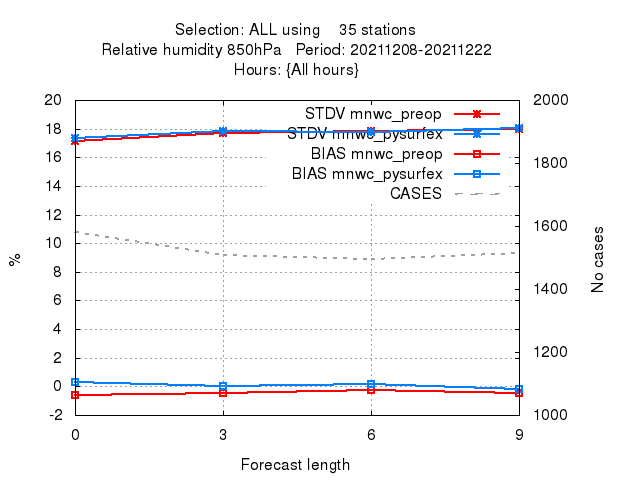 Selection: ALL using    35 stations
Relative humidity 850hPa   Period: 20211208-20211222
Hours: {All hours}
STDV mnwc_preop
STDV mnwc_pysurfex
BIAS mnwc_preop
BIAS mnwc_pysurfex
CASES
20
18
16
14
12
10
8
6
4
2
0
-2
%
2000
1800
1600
1400
1200
1000
No cases
0 3 6 9
Forecast length